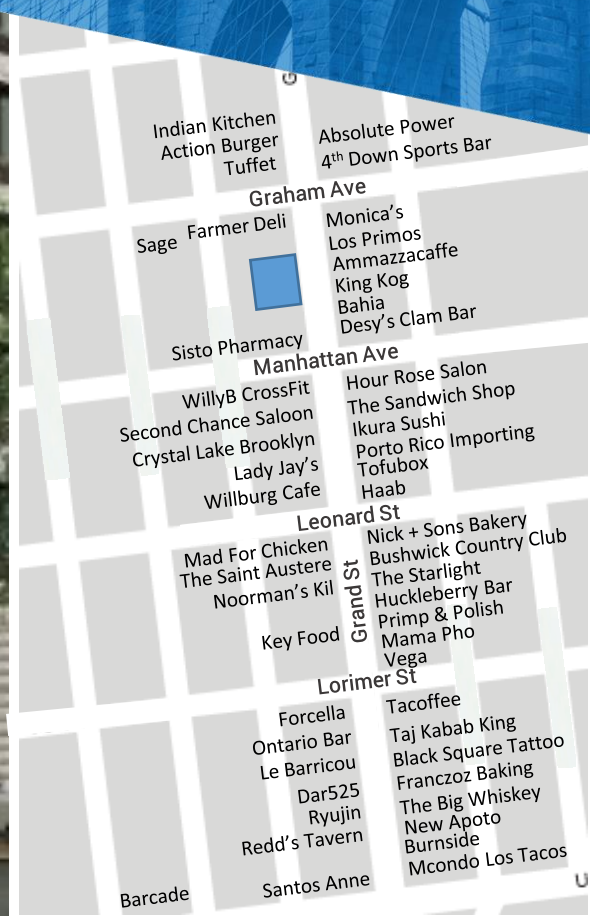 G
Indian Kitchen
Action Burger
Tuffet
Absolute Power
4th Down Sports Bar
Graham Ave
Sage
Farmer Deli
Monica's
Los Primos
Ammazzacaffe
King Kog
Bahia
Desy's Clam Bar
Sisto Pharmacy
Manhattan Ave
WillyB CrossFit
Second Chance Saloon
Crystal Lake Brooklyn
Lady Jay's
Willburg Cafe
Hour Rose Salon
The Sandwich Shop
Ikura Sushi
Porto Rico Importing
Tofubox
Haab
Leonard St
Mad For Chicken
The Saint Austere
Noorman's Kil
Key Food
Grand St
Nick + Sons Bakery
Bushwick Country Club
The Starlight
Huckleberry Bar
Primp & Polish
Mama Pho
Vega
Lorimer St
Forcella
Ontario Bar
Le Barricou
Dar525
Ryujin
Redd's Tavern
Santos Anne
Barcade
Tacoffee
Taj Kabab King
Black Square Tattoo
Franczoz Baking
The Big Whiskey
New Apoto
Burnside
Mcondo Los Tacos
U